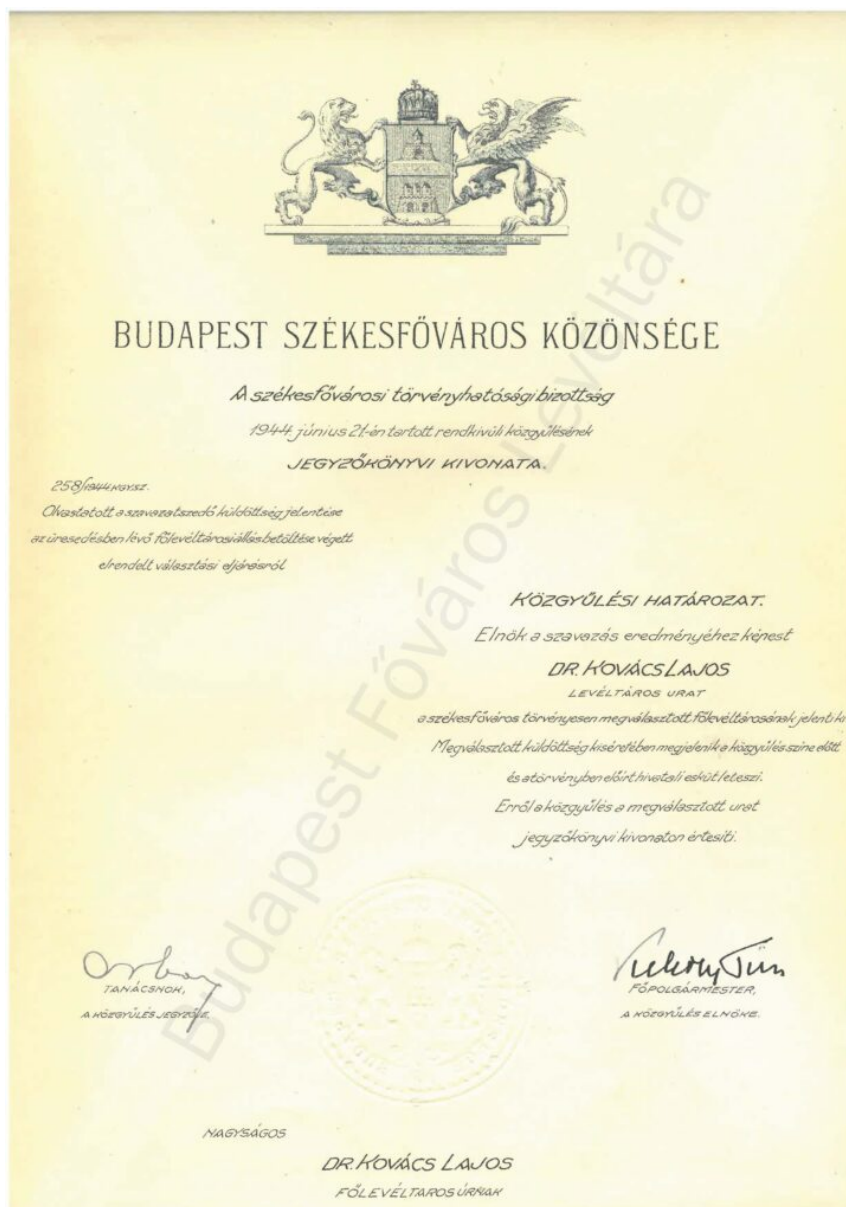 BUDAPEST SZÉKESFŐVÁROS KÖZÖNSÉGE
A székesfővárosi törvényhatósági bizottság
1944. június 21-én tartott rendkívüli közgyűlésének
JEGYZŐKÖNYVI KIVONATA.
258/1944 KGY.SZ.
Olvastatott a szavazatszedő küldöttség jelentése
az üresedésben lévő főlevéltárosi állás betöltése végett
elrendelt választási eljárásról
KÖZGYŰLÉSI HATÁROZAT.
Elnök a szavazás eredményéhez képest
DR. KOVÁCS LAJOS
LEVÉLTÁROS URAT
a székesfőváros törvényesen megválasztott főlevéltárosának jelenti ki
Megválasztott küldöttség kíséretében megjelenik a közgyűlés színe előtt
és a törvényben előírt hivatali esküt leteszi.
Erről a közgyűlés a megválasztott urat
jegyzőkönyvi kivonaton értesíti.
TANÁCSNOK,
A KÖZGYŰLÉS JEGYZŐJE.
FŐPOLGÁRMESTER,
A KÖZGYŰLÉS ELNÖKE.
NAGYSÁGOS
DR. KOVÁCS LAJOS
FŐLEVÉLTÁROS ÚRNAK
Budapest Főváros Levéltára